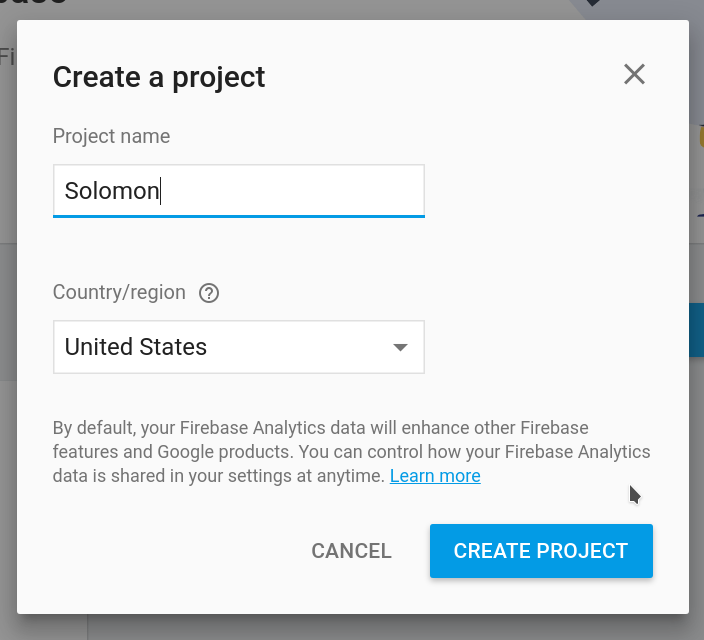 Fi
Create a project
Project name
Solomon
Country/region
United States
By default, your Firebase Analytics data will enhance other Firebase
features and Google products. You can control how your Firebase Analytics
data is shared in your settings at anytime. Learn more
CANCEL CREATE PROJECT